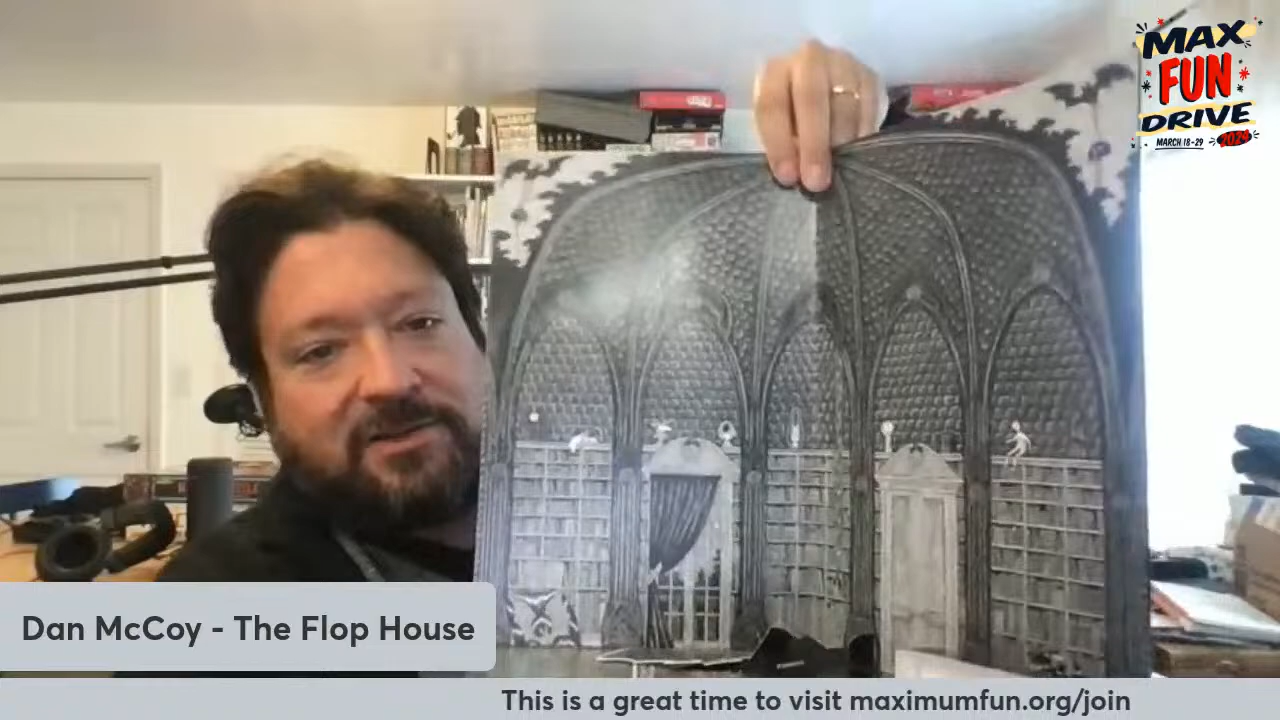 MAX
FUN
DRIVE
MARCH 18-29
2024
Dan McCoy - The Flop House
This is a great time to visit maximumfun.org/join